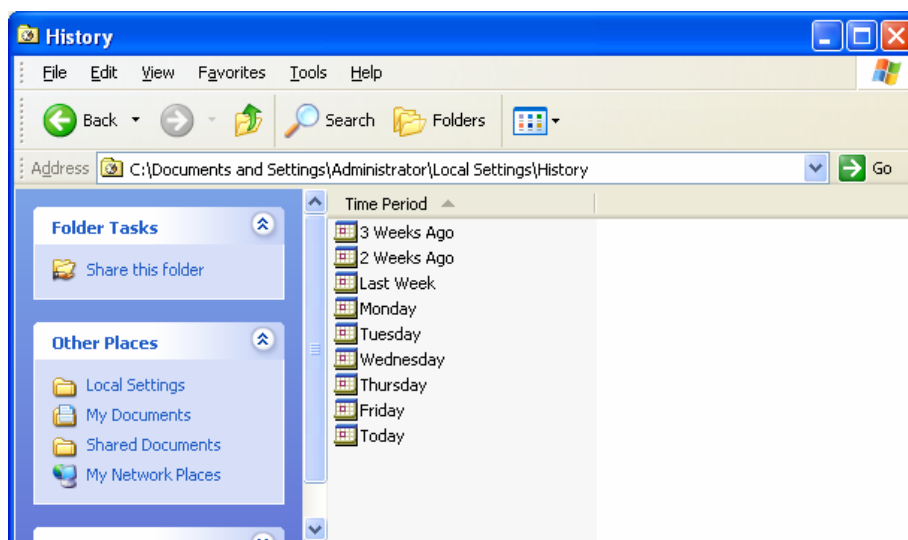 History
File Edit View Favorites Tools Help
Back Search Folders
Address C:\Documents and Settings\Administrator\Local Settings\History Go
Folder Tasks
Share this folder
Other Places
Local Settings
My Documents
Shared Documents
My Network Places
Time Period
3 Weeks Ago
2 Weeks Ago
Last Week
Monday
Tuesday
Wednesday
Thursday
Friday
Today